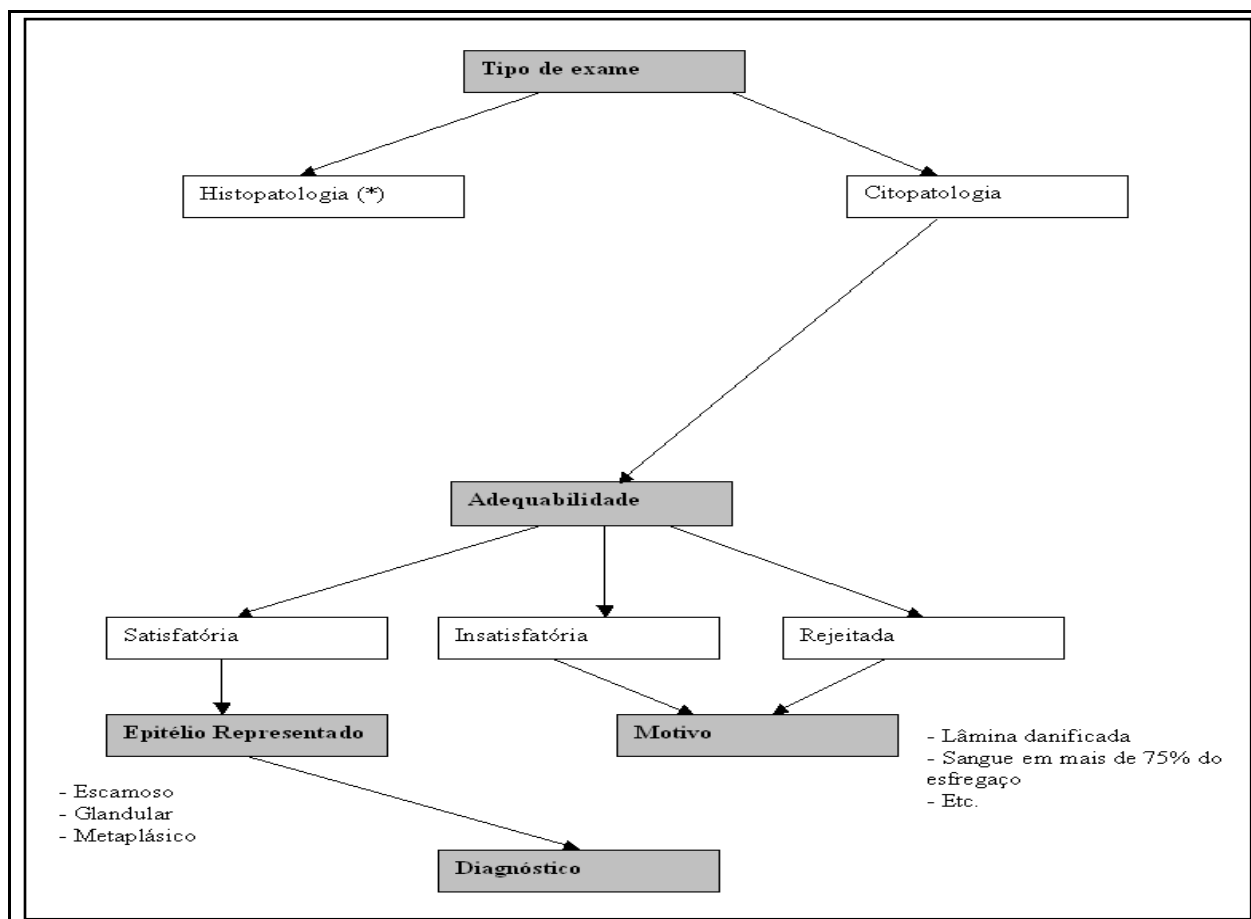 Tipo de exame
Histopatologia (*)
Citopatologia
Adequabilidade
Satisfatória
Insatisfatória
Rejeitada
Epitélio Representado
Motivo
- Lâmina danificada
- Sangue em mais de 75% do
esfregaço
- Etc.
- Escamoso
- Glandular
- Metaplásico
Diagnóstico